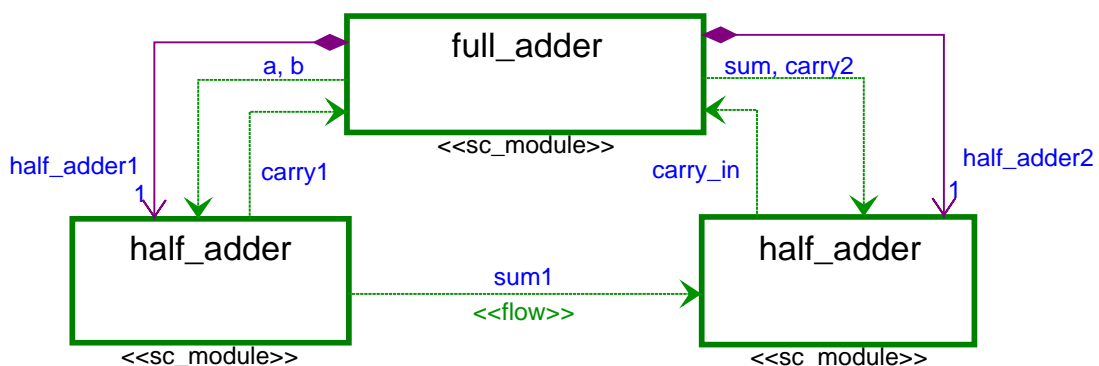 full_adder
a, b
sum, carry2
<<sc_module>>
half_adder1
carry1
carry_in
half_adder2
1
1
half_adder
half_adder
sum1
<<flow>>
<<sc_module>>
<<sc_module>>